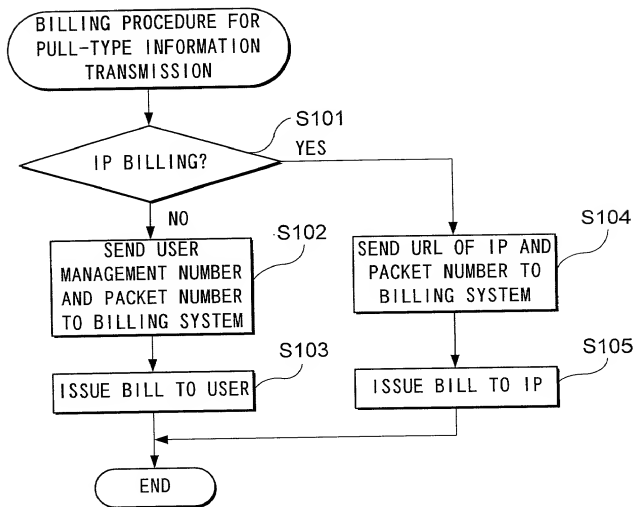 BILLING PROCEDURE FOR
PULL-TYPE INFORMATION
TRANSMISSION
S101
IP BILLING?
YES
NO
S102
SEND USER
MANAGEMENT NUMBER
AND PACKET NUMBER
TO BILLING SYSTEM
S104
SEND URL OF IP AND
PACKET NUMBER TO
BILLING SYSTEM
S103
ISSUE BILL TO USER
S105
ISSUE BILL TO IP
END